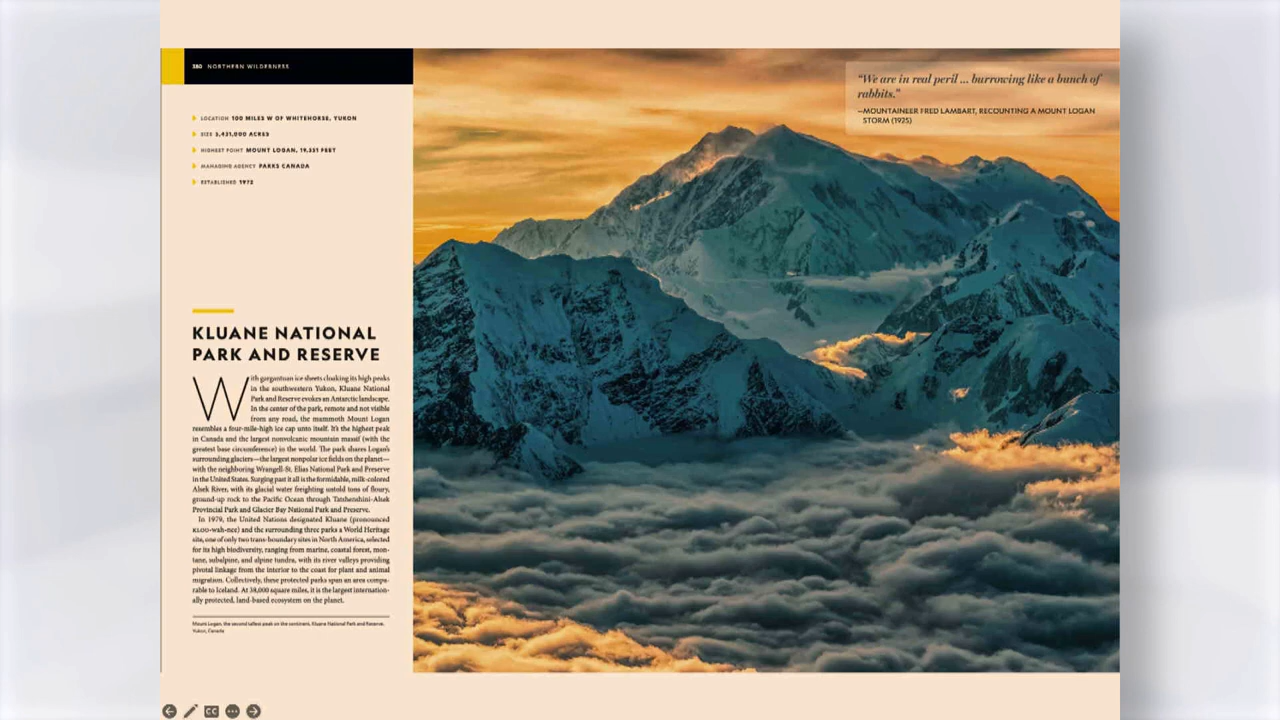 380 NORTHERN WILDERNESS
"We are in real peril ... burrowing like a bunch of
rabbits."
—MOUNTAINEER FRED LAMBART, RECOUNTING A MOUNT LOGAN
STORM (1925)
LOCATION 100 MILES W OF WHITEHORSE, YUKON
SIZE 5,431,000 ACRES
HIGHEST POINT MOUNT LOGAN, 19,551 FEET
MANAGING AGENCY PARKS CANADA
ESTABLISHED 1972
KLUANE NATIONAL
PARK AND RESERVE
With gargantuan ice sheets cloaking its high peaks
in the southwestern Yukon, Kluane National
Park and Reserve evokes an Antarctic landscape.
In the center of the park, remote and not visible
from any road, the mammoth Mount Logan
resembles a four-mile-high ice cap unto itself. It's the highest peak
in Canada and the largest nonvolcanic mountain massif (with the
greatest base circumference) in the world. The park shares Logan's
surrounding glaciers—the largest nonpolar ice fields on the planet—
with the neighboring Wrangell-St. Elias National Park and Preserve
in the United States. Surging past it all is the formidable, milk-colored
Alsek River, with its glacial water freighting untold tons of floury,
ground-up rock to the Pacific Ocean through Tatshenshini-Alsek
Provincial Park and Glacier Bay National Park and Preserve.
In 1979, the United Nations designated Kluane (pronounced
KLOO-wah-nee) and the surrounding three parks a World Heritage
site, one of only two trans-boundary sites in North America, selected
for its high biodiversity, ranging from marine, coastal forest, mon-
tane, subalpine, and alpine tundra, with its river valleys providing
pivotal linkage from the interior to the coast for plant and animal
migration. Collectively, these protected parks span an area compa-
rable to Iceland. At 38,000 square miles, it is the largest internation-
ally protected, land-based ecosystem on the planet.
Mount Logan, the second tallest peak on the continent, Kluane National Park and Reserve,
Yukon, Canada
CC